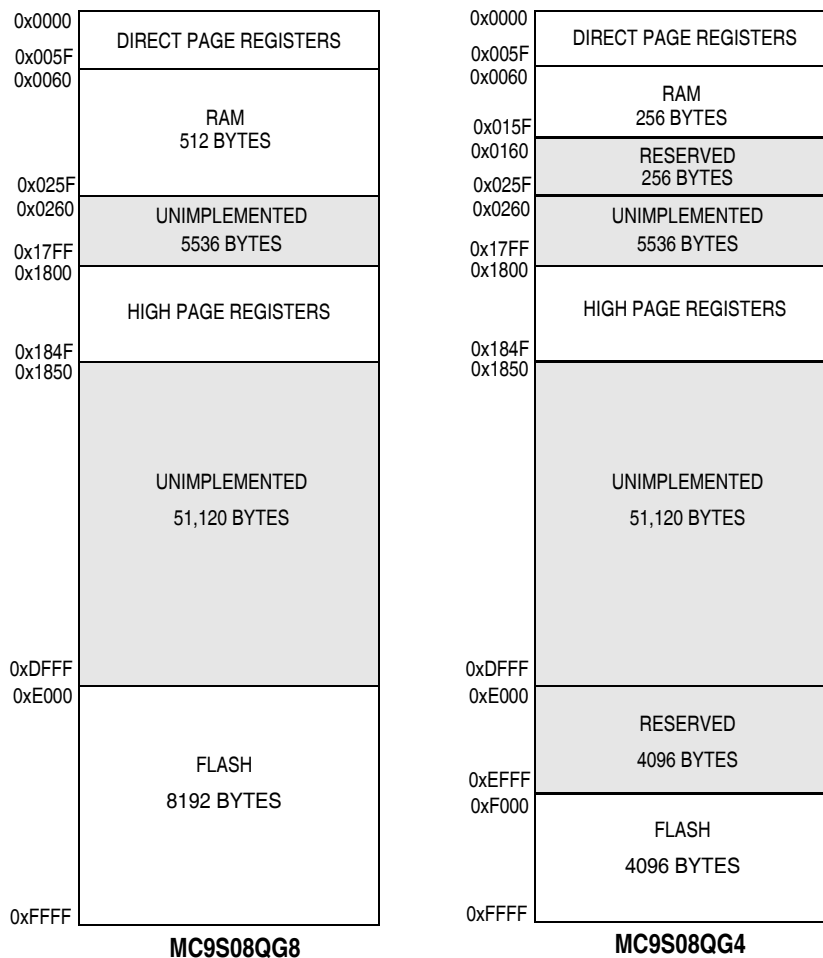 0x0000
DIRECT PAGE REGISTERS
0x005F
0x0060
RAM
512 BYTES
0x025F
0x0260
UNIMPLEMENTED
5536 BYTES
0x17FF
0x1800
HIGH PAGE REGISTERS
0x184F
0x1850
UNIMPLEMENTED
51,120 BYTES
0xDFFF
0xE000
FLASH
8192 BYTES
0xFFFF
MC9S08QG8
0x0000
DIRECT PAGE REGISTERS
0x005F
0x0060
RAM
256 BYTES
0x015F
0x0160
RESERVED
256 BYTES
0x025F
0x0260
UNIMPLEMENTED
5536 BYTES
0x17FF
0x1800
HIGH PAGE REGISTERS
0x184F
0x1850
UNIMPLEMENTED
51,120 BYTES
0xDFFF
0xE000
RESERVED
4096 BYTES
0xEFFF
0xF000
FLASH
4096 BYTES
0xFFFF
MC9S08QG4